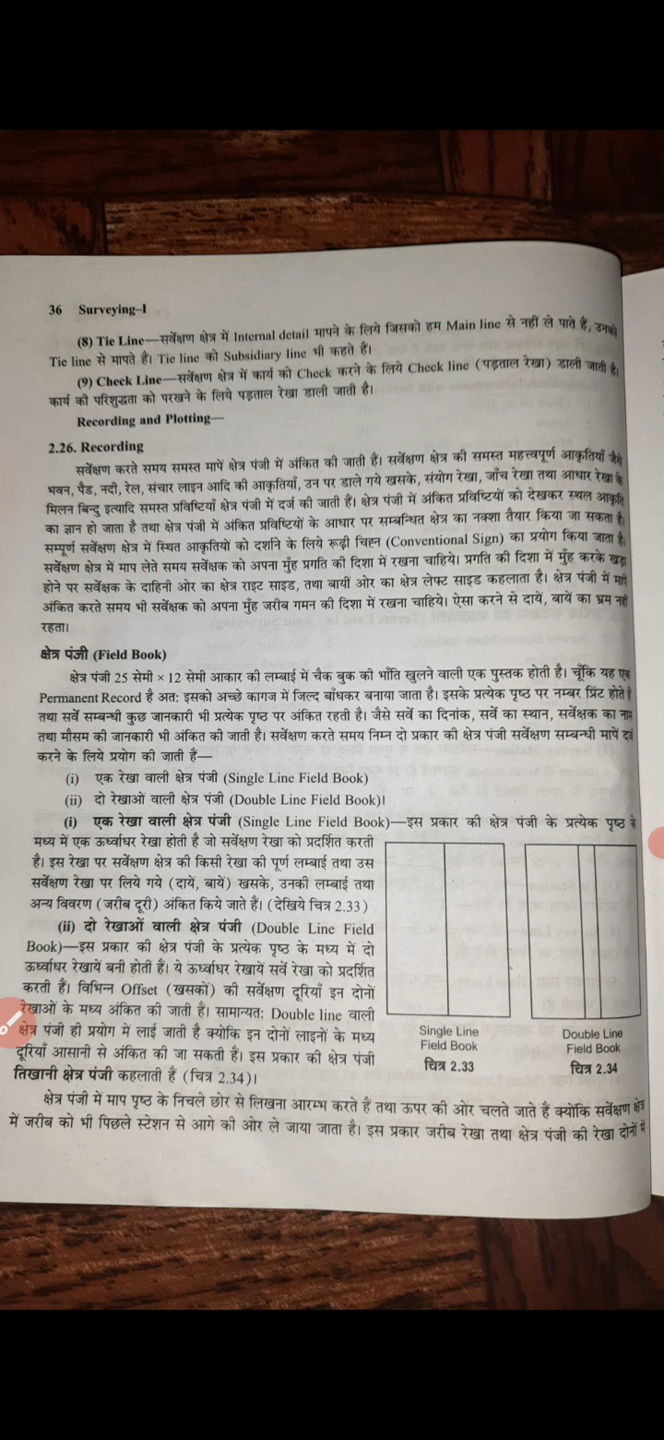 36 Surveying–I
(8) Tie Line—सर्वेक्षण क्षेत्र में Internal detail मापने के लिये जिसको हम Main line से नहीं ले पाते हैं, उनको
Tie line से मापते हैं। Tie line को Subsidiary line भी कहते हैं।
(9) Check Line—सर्वेक्षण क्षेत्र में कार्य को Check करने के लिये Check line (पड़ताल रेखा) डाली जाती है।
कार्य की परिशुद्धता को परखने के लिये पड़ताल रेखा डाली जाती है।
Recording and Plotting—
2.26. Recording
सर्वेक्षण करते समय समस्त मापें क्षेत्र पंजी में अंकित की जाती हैं। सर्वेक्षण क्षेत्र की समस्त महत्त्वपूर्ण आकृतियाँ जैसे
भवन, पैड, नदी, रेल, संचार लाइन आदि की आकृतियाँ, उन पर डाले गये खसके, संयोग रेखा, जाँच रेखा तथा आधार रेखा के
मिलन बिन्दु इत्यादि समस्त प्रविष्टियाँ क्षेत्र पंजी में दर्ज की जाती हैं। क्षेत्र पंजी में अंकित प्रविष्टियों को देखकर स्थल आकृति
का ज्ञान हो जाता है तथा क्षेत्र पंजी में अंकित प्रविष्टियों के आधार पर सम्बन्धित क्षेत्र का नक्शा तैयार किया जा सकता है।
सम्पूर्ण सर्वेक्षण क्षेत्र में स्थित आकृतियों को दर्शाने के लिये रूढ़ी चिह्न (Conventional Sign) का प्रयोग किया जाता है।
सर्वेक्षण क्षेत्र में माप लेते समय सर्वेक्षक को अपना मुँह प्रगति की दिशा में रखना चाहिये। प्रगति की दिशा में मुँह करके खड़ा
होने पर सर्वेक्षक के दाहिनी ओर का क्षेत्र राइट साइड, तथा बायीं ओर का क्षेत्र लेफ्ट साइड कहलाता है। क्षेत्र पंजी में मापें
अंकित करते समय भी सर्वेक्षक को अपना मुँह जरीब गमन की दिशा में रखना चाहिये। ऐसा करने से दायें, बायें का भ्रम नहीं
रहता।
क्षेत्र पंजी (Field Book)
क्षेत्र पंजी 25 सेमी × 12 सेमी आकार की लम्बाई में चैक बुक की भाँति खुलने वाली एक पुस्तक होती है। चूँकि यह एक
Permanent Record है अतः इसको अच्छे कागज में जिल्द बाँधकर बनाया जाता है। इसके प्रत्येक पृष्ठ पर नम्बर प्रिंट होते हैं
तथा सर्वे सम्बन्धी कुछ जानकारी भी प्रत्येक पृष्ठ पर अंकित रहती है। जैसे सर्वे का दिनांक, सर्वे का स्थान, सर्वेक्षक का नाम
तथा मौसम की जानकारी भी अंकित की जाती है। सर्वेक्षण करते समय निम्न दो प्रकार की क्षेत्र पंजी सर्वेक्षण सम्बन्धी मापें दर्ज
करने के लिये प्रयोग की जाती हैं—
(i) एक रेखा वाली क्षेत्र पंजी (Single Line Field Book)
(ii) दो रेखाओं वाली क्षेत्र पंजी (Double Line Field Book)।
(i) एक रेखा वाली क्षेत्र पंजी (Single Line Field Book)—इस प्रकार की क्षेत्र पंजी के प्रत्येक पृष्ठ के
मध्य में एक ऊर्ध्वाधर रेखा होती है जो सर्वेक्षण रेखा को प्रदर्शित करती
है। इस रेखा पर सर्वेक्षण क्षेत्र की किसी रेखा की पूर्ण लम्बाई तथा उस
सर्वेक्षण रेखा पर लिये गये (दायें, बायें) खसके, उनकी लम्बाई तथा
अन्य विवरण (जरीब दूरी) अंकित किये जाते हैं। (देखिये चित्र 2.33)
(ii) दो रेखाओं वाली क्षेत्र पंजी (Double Line Field
Book)—इस प्रकार की क्षेत्र पंजी के प्रत्येक पृष्ठ के मध्य में दो
ऊर्ध्वाधर रेखायें बनी होती हैं। ये ऊर्ध्वाधर रेखायें सर्वे रेखा को प्रदर्शित
करती हैं। विभिन्न Offset (खसकों) की सर्वेक्षण दूरियाँ इन दोनों
रेखाओं के मध्य अंकित की जाती हैं। सामान्यतः Double line वाली
क्षेत्र पंजी ही प्रयोग में लाई जाती है क्योंकि इन दोनों लाइनों के मध्य
दूरियाँ आसानी से अंकित की जा सकती हैं। इस प्रकार की क्षेत्र पंजी
तिखानी क्षेत्र पंजी कहलाती हैं (चित्र 2.34)।
Single Line
Field Book
चित्र 2.33
Double Line
Field Book
चित्र 2.34
क्षेत्र पंजी में माप पृष्ठ के निचले छोर से लिखना आरम्भ करते हैं तथा ऊपर की ओर चलते जाते हैं क्योंकि सर्वेक्षण क्षेत्र
में जरीब को भी पिछले स्टेशन से आगे की ओर ले जाया जाता है। इस प्रकार जरीब रेखा तथा क्षेत्र पंजी की रेखा दोनों में